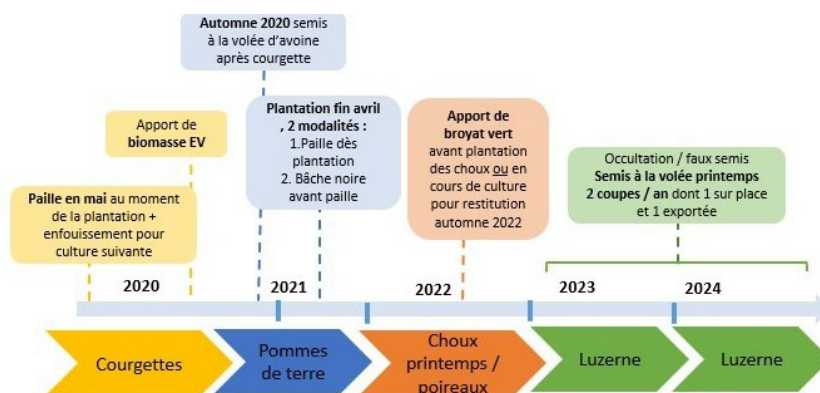 Automne 2020 semis
à la volée d'avoine
après courgette
Apport de
biomasse EV
Plantation fin avril
, 2 modalités :
1.Paille dès
plantation
2. Bâche noire
avant paille
Apport de
broyat vert
avant plantation
des choux ou en
cours de culture
pour restitution
automne 2022
Occultation / faux semis
Semis à la volée printemps
2 coupes / an dont 1 sur place
et 1 exportée
Paille en mai au moment
de la plantation +
enfouissement pour
culture suivante
2020
2021
2022
2023
2024
Courgettes
Pommes
de terre
Choux
printemps /
poireaux
Luzerne
Luzerne